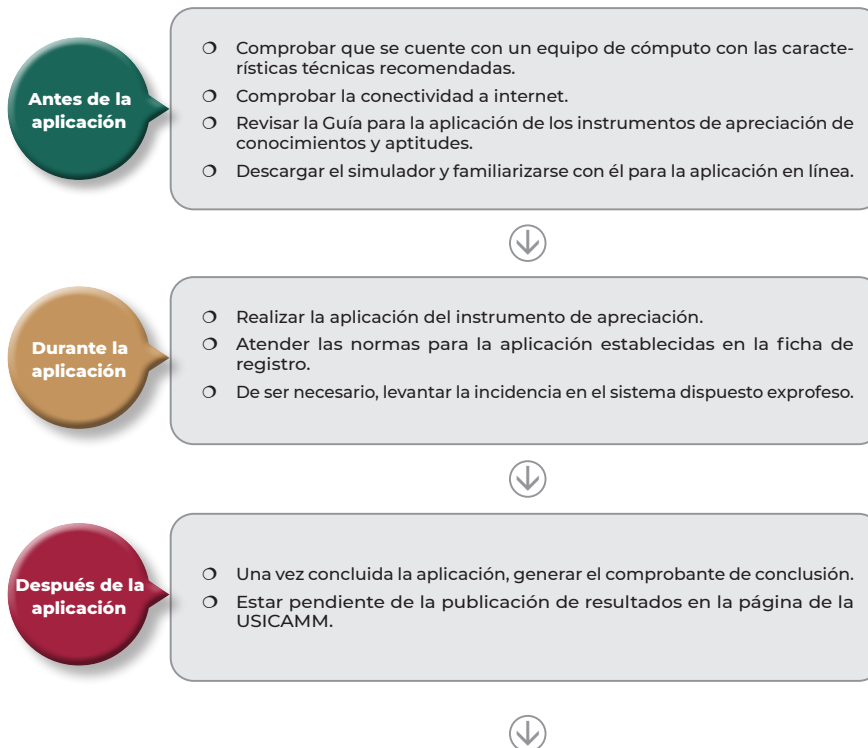 Antes de la
aplicación
❍ Comprobar que se cuente con un equipo de cómputo con las caracte-
rísticas técnicas recomendadas.
❍ Comprobar la conectividad a internet.
❍ Revisar la Guía para la aplicación de los instrumentos de apreciación de
conocimientos y aptitudes.
❍ Descargar el simulador y familiarizarse con él para la aplicación en línea.
Durante la
aplicación
❍ Realizar la aplicación del instrumento de apreciación.
❍ Atender las normas para la aplicación establecidas en la ficha de
registro.
❍ De ser necesario, levantar la incidencia en el sistema dispuesto exprofeso.
Después de la
aplicación
❍ Una vez concluida la aplicación, generar el comprobante de conclusión.
❍ Estar pendiente de la publicación de resultados en la página de la
USICAMM.